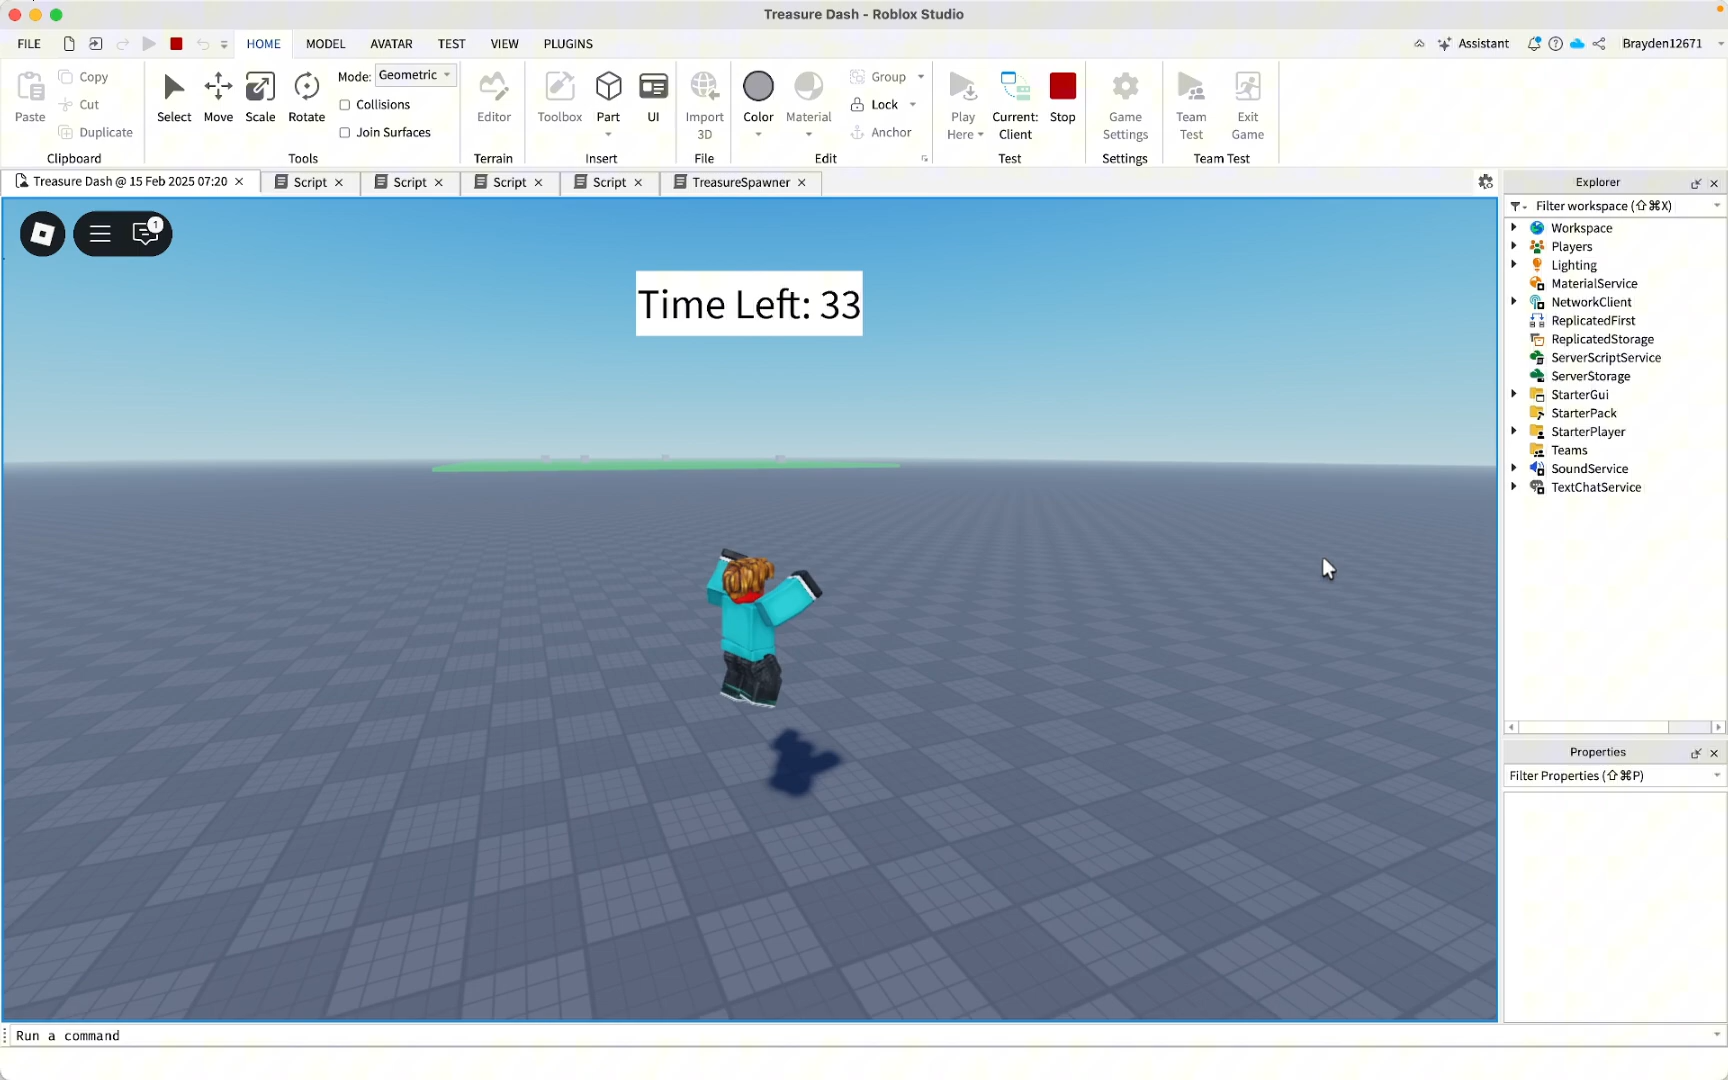 Treasure Dash - Roblox Studio
FILE HOME MODEL AVATAR TEST VIEW PLUGINS Assistant Brayden12671
Paste Copy Cut Duplicate Clipboard
Select Move Scale Rotate Mode: Geometric Collisions Join Surfaces Tools
Editor Terrain
Toolbox Part UI Insert
Import 3D File
Color Material Group Lock Anchor Edit
Play Here Current: Client Stop Test
Game Settings Settings
Team Test Exit Game Team Test
Treasure Dash @ 15 Feb 2025 07:20 Script Script Script Script TreasureSpawner
1
Time Left: 33
Explorer
Filter workspace (⇧⌘X)
Workspace
Players
Lighting
MaterialService
NetworkClient
ReplicatedFirst
ReplicatedStorage
ServerScriptService
ServerStorage
StarterGui
StarterPack
StarterPlayer
Teams
SoundService
TextChatService
Properties
Filter Properties (⇧⌘P)
Run a command